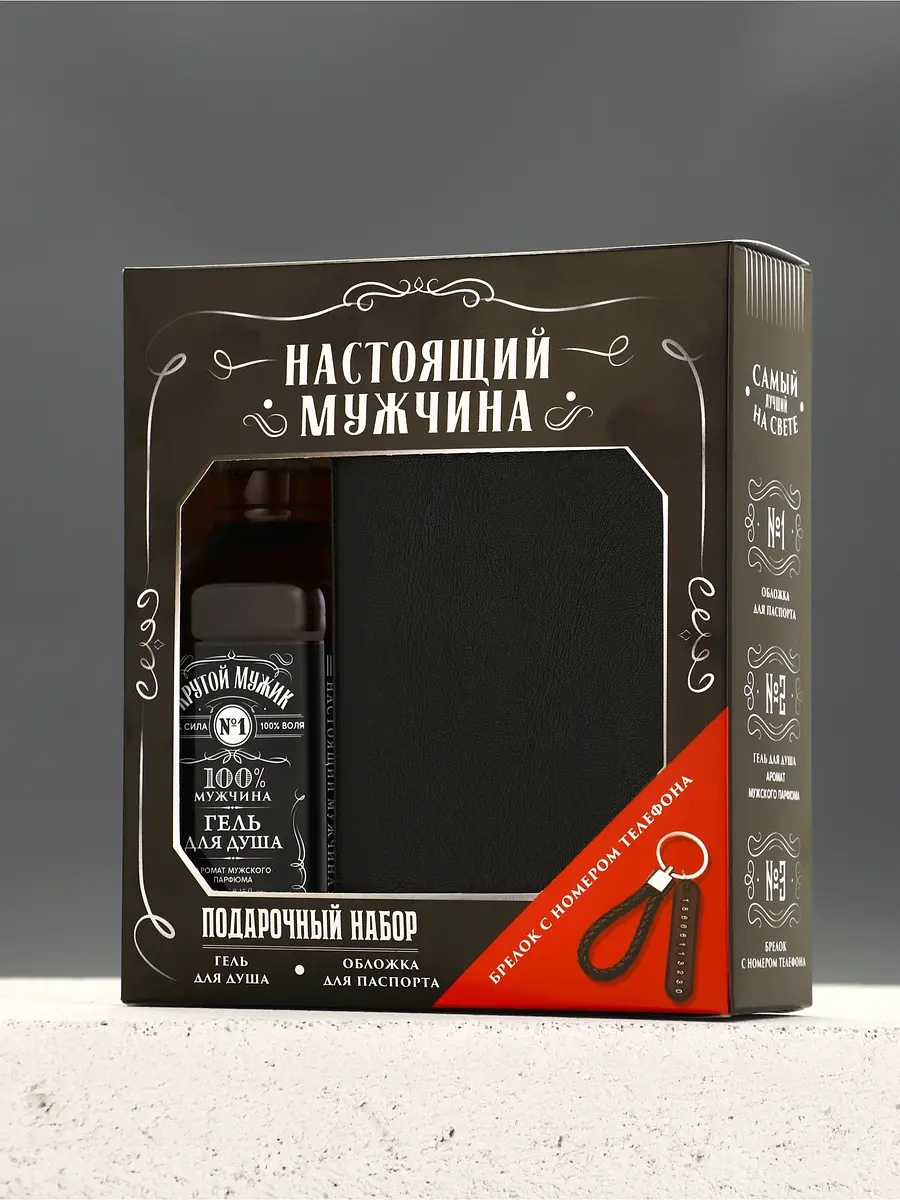 НАСТОЯЩИЙ
МУЖЧИНА
КРУТОЙ МУЖИК
СИЛА №1 100% ВОЛЯ
100%
МУЖЧИНА
ГЕЛЬ
ДЛЯ ДУША
АРОМАТ МУЖСКОГО
ПАРФЮМА
ПОДАРОЧНЫЙ НАБОР
ГЕЛЬ
ДЛЯ ДУША
•
ОБЛОЖКА
ДЛЯ ПАСПОРТА
БРЕЛОК С НОМЕРОМ ТЕЛЕФОНА
САМЫЙ
ЛУЧШИЙ
НА СВЕТЕ
№1
ОБЛОЖКА
ДЛЯ ПАСПОРТА
№2
ГЕЛЬ ДЛЯ ДУША
АРОМАТ
МУЖСКОГО ПАРФЮМА
№3
БРЕЛОК
С НОМЕРОМ ТЕЛЕФОНА